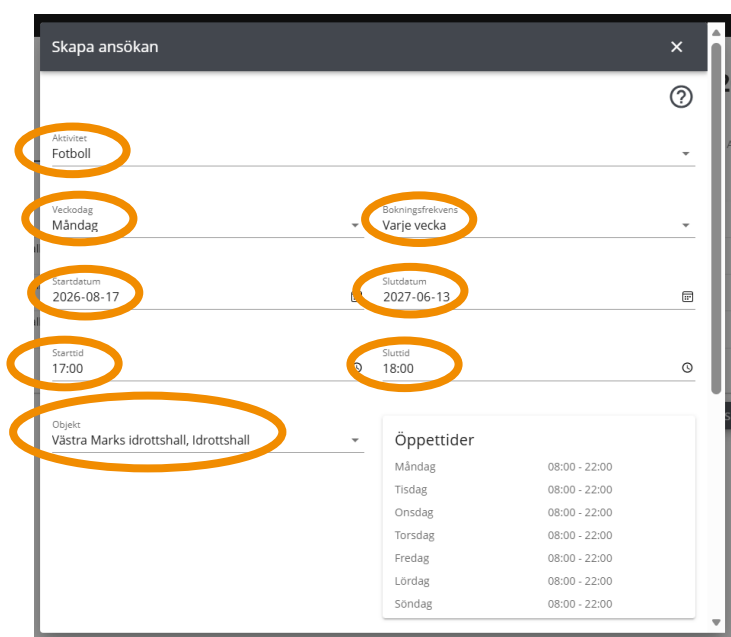 Skapa ansökan
Aktivitet
Fotboll
Veckodag
Måndag
Bokningsfrekvens
Varje vecka
Startdatum
2026-08-17
Slutdatum
2027-06-13
Starttid
17:00
Sluttid
18:00
Objekt
Västra Marks idrottshall, Idrottshall
Öppettider
Måndag 08:00 - 22:00
Tisdag 08:00 - 22:00
Onsdag 08:00 - 22:00
Torsdag 08:00 - 22:00
Fredag 08:00 - 22:00
Lördag 08:00 - 22:00
Söndag 08:00 - 22:00